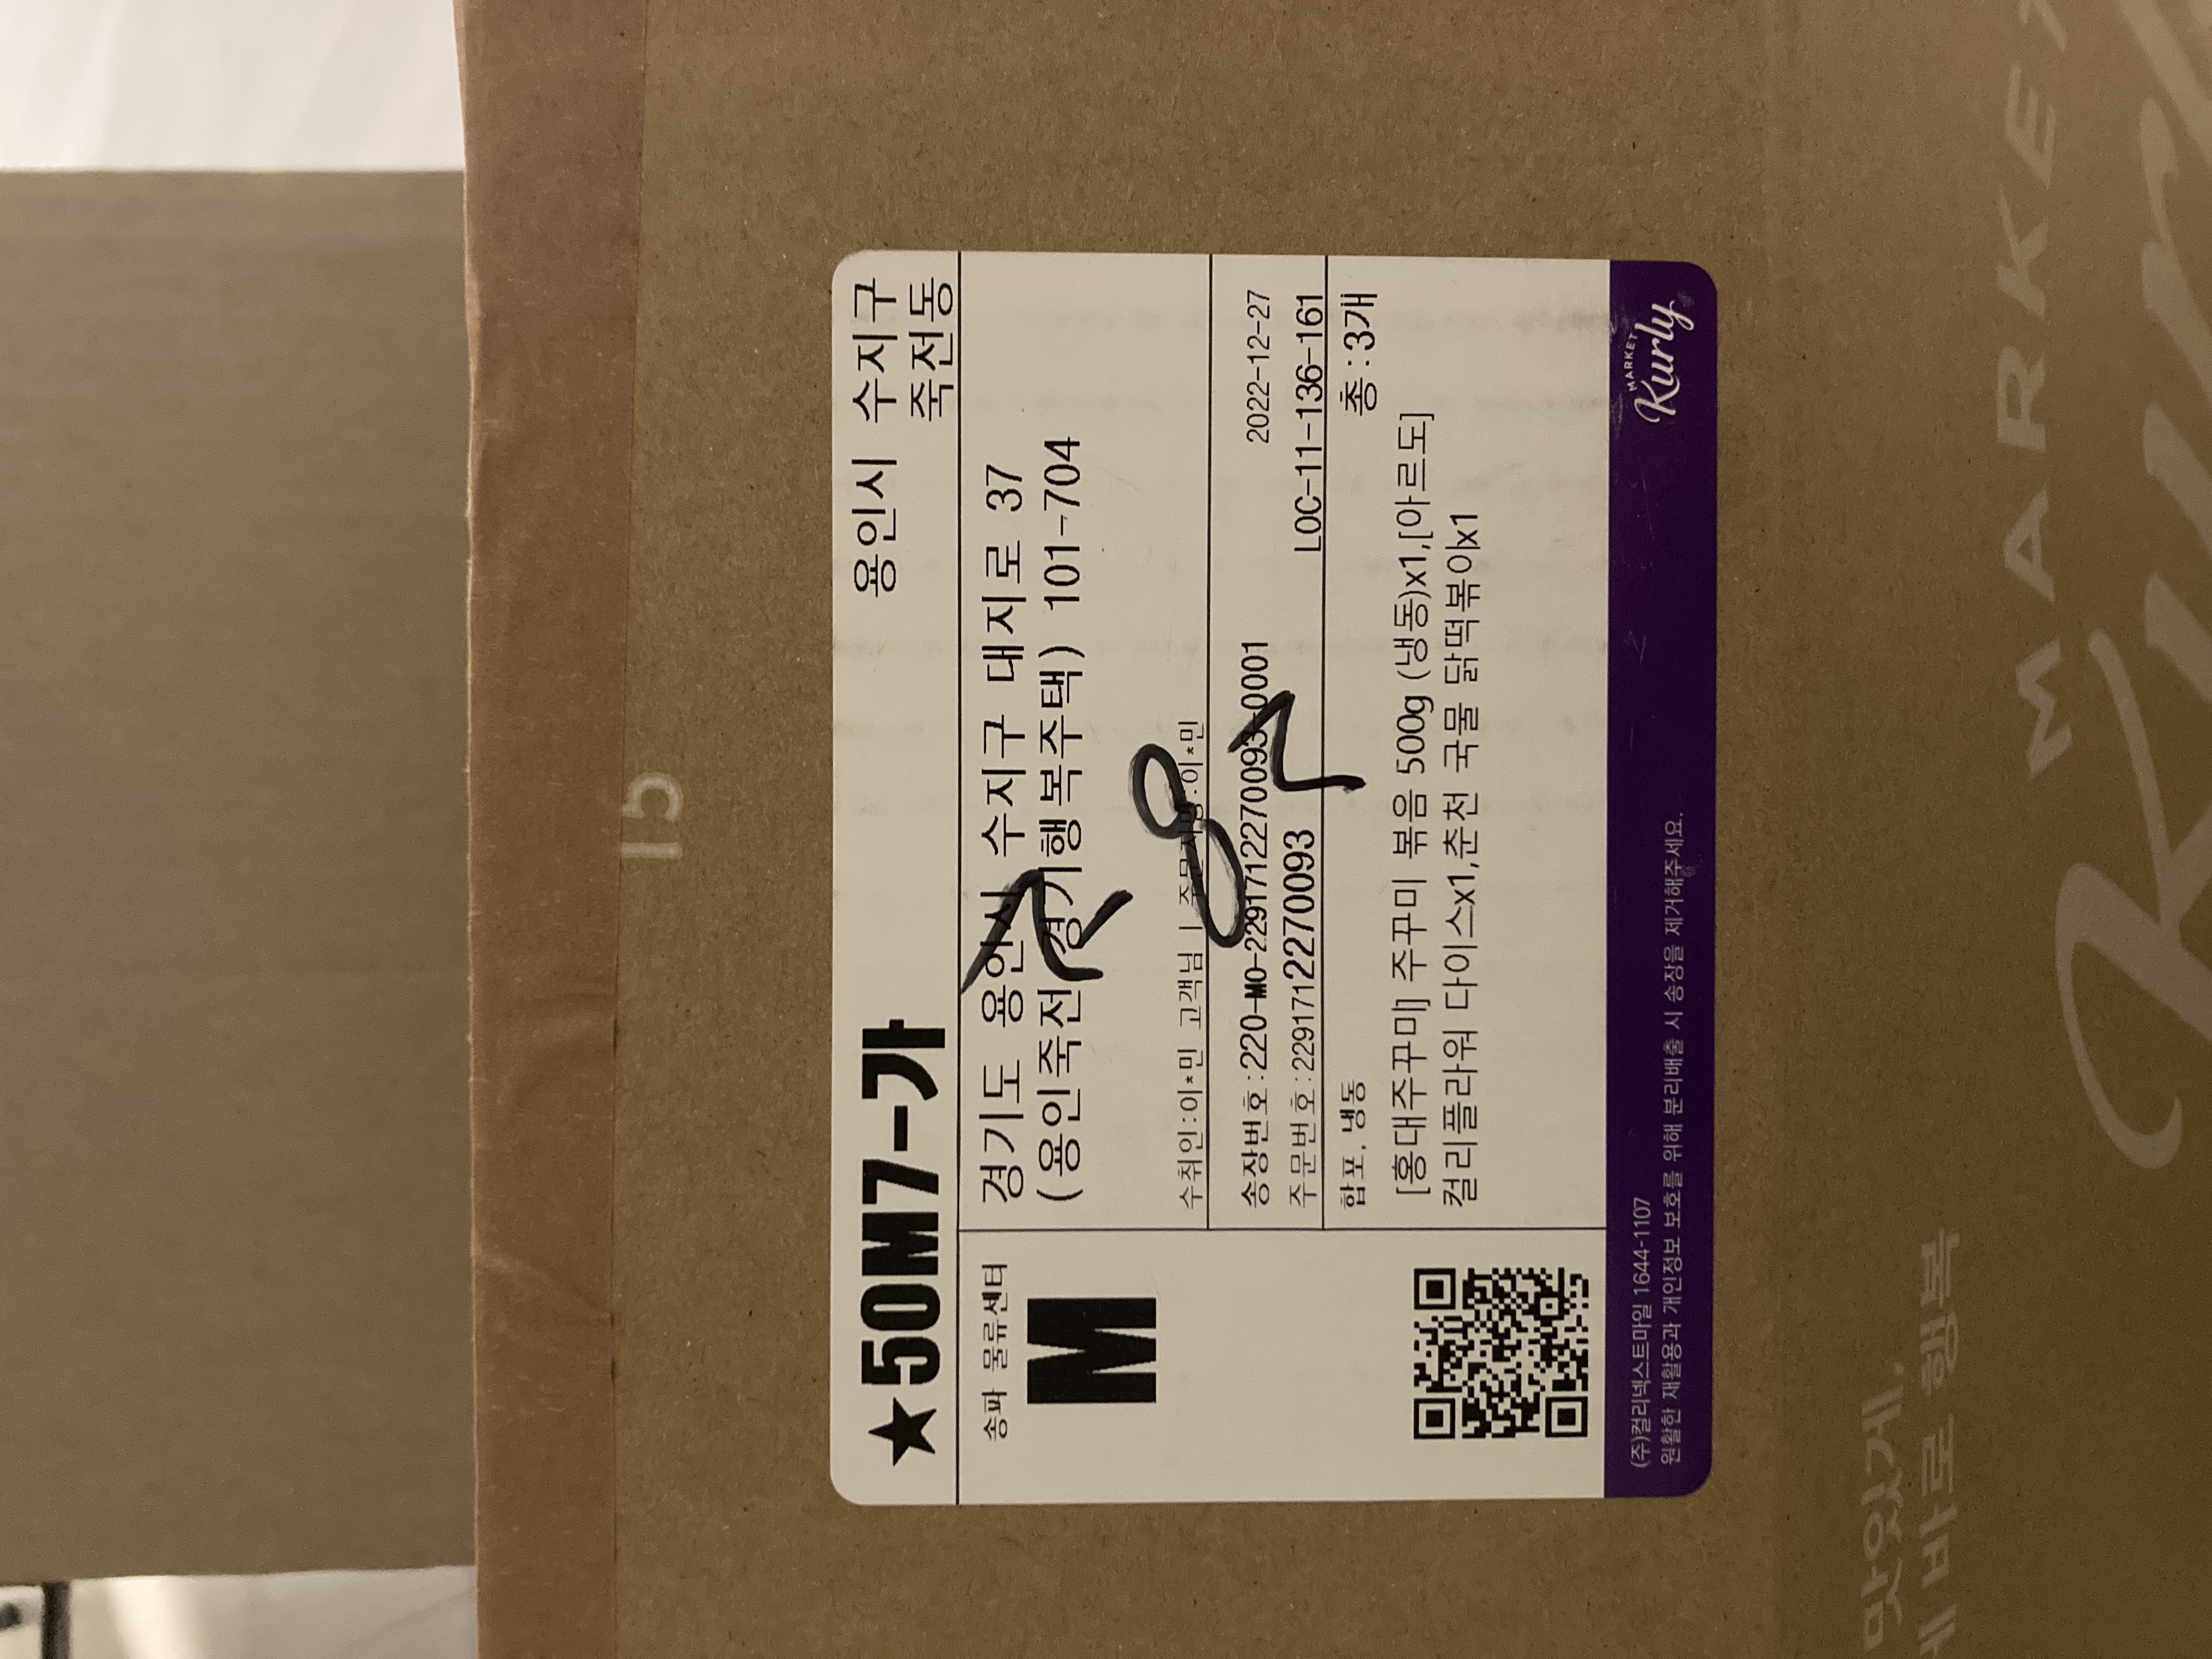 15
★50M7-가
용인시 수지구
죽전동
송파 물류센터
M
경기도 용인시 수지구 대지로 37
(용인죽전 경기행복주택) 101-704
수취인:이*민 고객님 | 주문자명:이*민
송장번호:220-M0-2291712270093-0001
2022-12-27
주문번호:2291712270093
LOC-11-136-161
합포, 냉동
총:3개
[홍대주꾸미] 주꾸미 볶음 500g (냉동)x1,[아르도]
컬리플라워 다이스x1,춘천 국물 닭떡볶이x1
(주)컬리넥스트마일 1644-1107
원활한 재활용과 개인정보 보호를 위해 분리배출 시 송장을 제거해주세요.
MARKET
Kurly
맛있게,
바로 행복
MARKET
Kurl